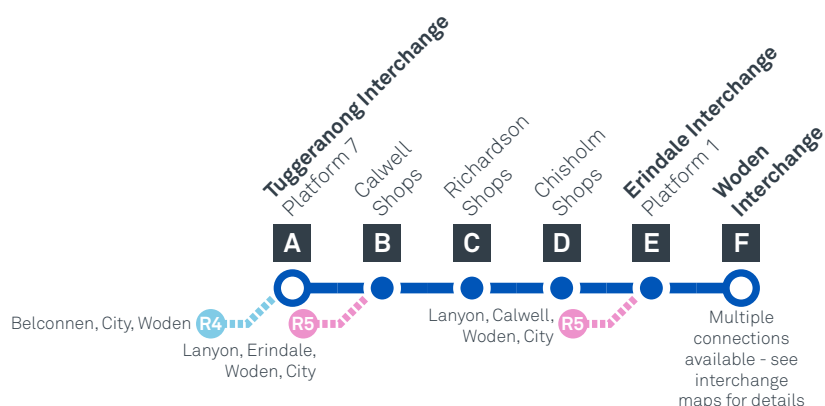 Tuggeranong Interchange
Platform 7
Calwell
Shops
Richardson
Shops
Chisholm
Shops
Erindale Interchange
Platform 1
Woden
Interchange
A
B
C
D
E
F
Belconnen, City, Woden
R4
R5
Lanyon, Erindale,
Woden, City
Lanyon, Calwell,
Woden, City
R5
Multiple
connections
available - see
interchange
maps for details